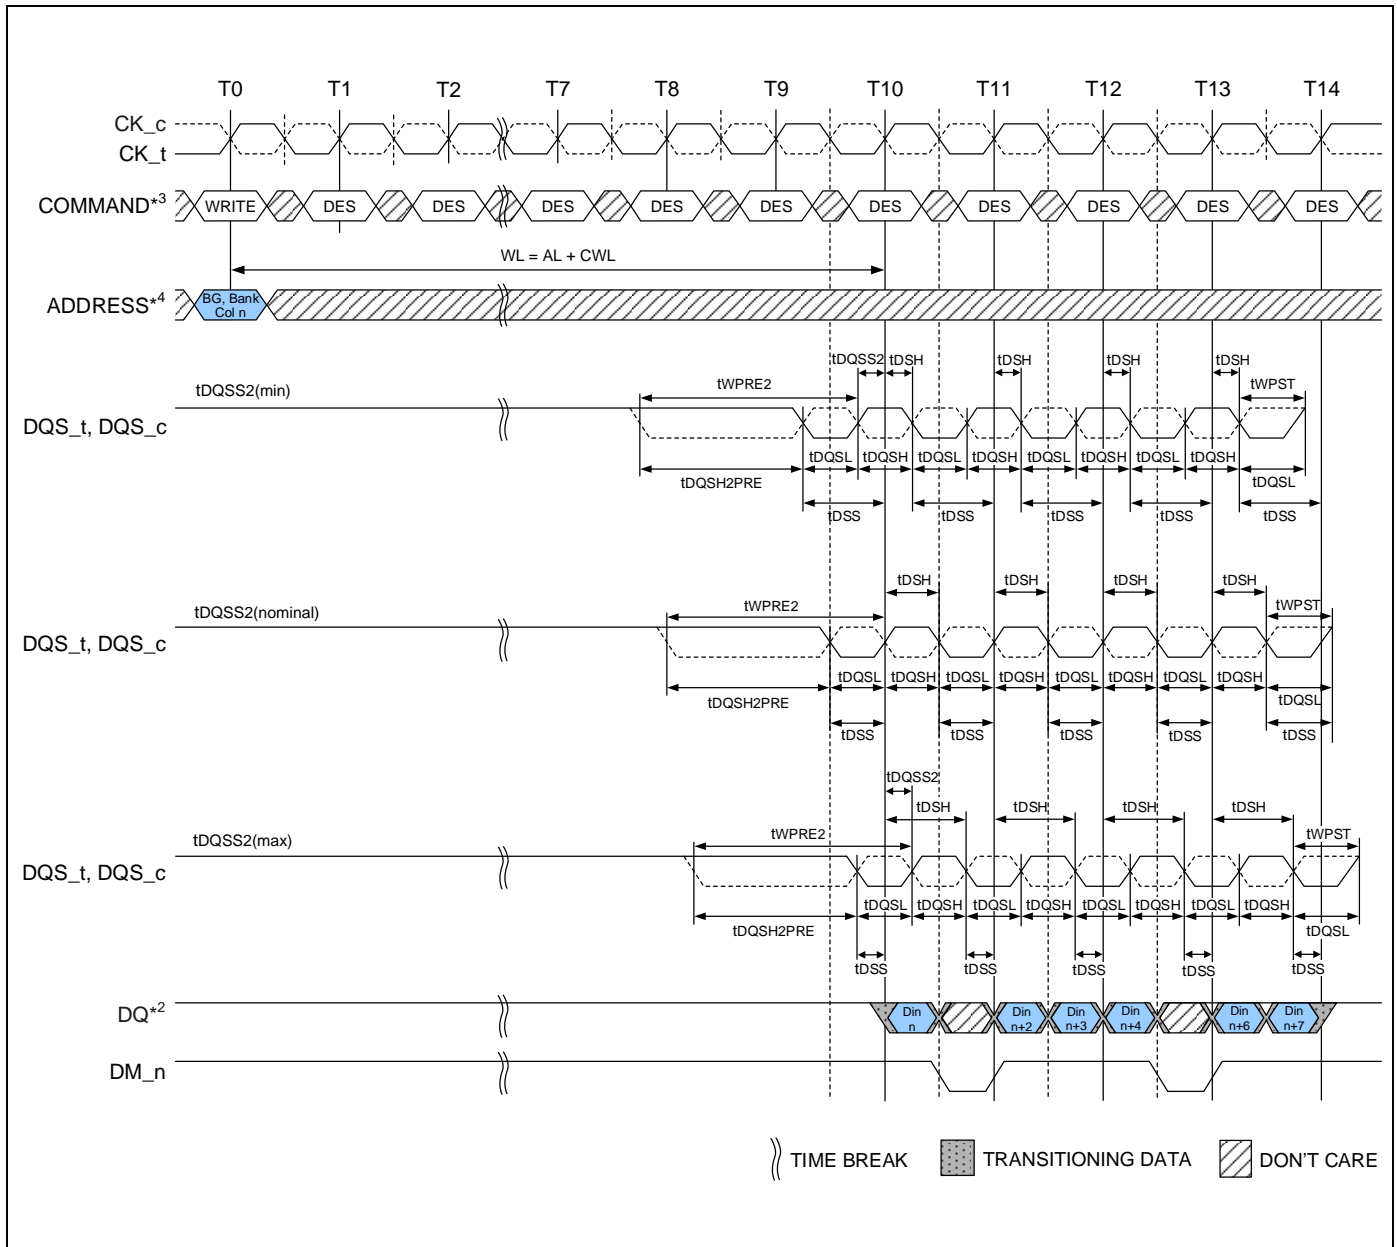 T0 T1 T2 T7 T8 T9 T10 T11 T12 T13 T14
CK_c
CK_t
COMMAND*3 WRITE DES DES DES DES DES DES DES DES DES DES
WL = AL + CWL
ADDRESS*4 BG, Bank
Col n
tDQSS2 tDSH tDSH tDSH tDSH
tDQSS2(min) tWPRE2 tWPST
DQS_t, DQS_c
tDQSL tDQSH tDQSL tDQSH tDQSL tDQSH tDQSL tDQSH tDQSL
tDQSH2PRE
tDSS tDSS tDSS tDSS tDSS
tDSH tDSH tDSH tDSH
tDQSS2(nominal) tWPRE2 tWPST
DQS_t, DQS_c
tDQSL tDQSH tDQSL tDQSH tDQSL tDQSH tDQSL tDQSH tDQSL
tDQSH2PRE
tDSS tDSS tDSS tDSS tDSS
tDQSS2
tDSH tDSH tDSH tDSH
tDQSS2(max) tWPRE2 tWPST
DQS_t, DQS_c
tDQSL tDQSH tDQSL tDQSH tDQSL tDQSH tDQSL tDQSH tDQSL
tDQSH2PRE
tDSS tDSS tDSS tDSS tDSS
DQ*2 Din
n Din
n+2 Din
n+3 Din
n+4 Din
n+6 Din
n+7
DM_n
TIME BREAK TRANSITIONING DATA DON'T CARE